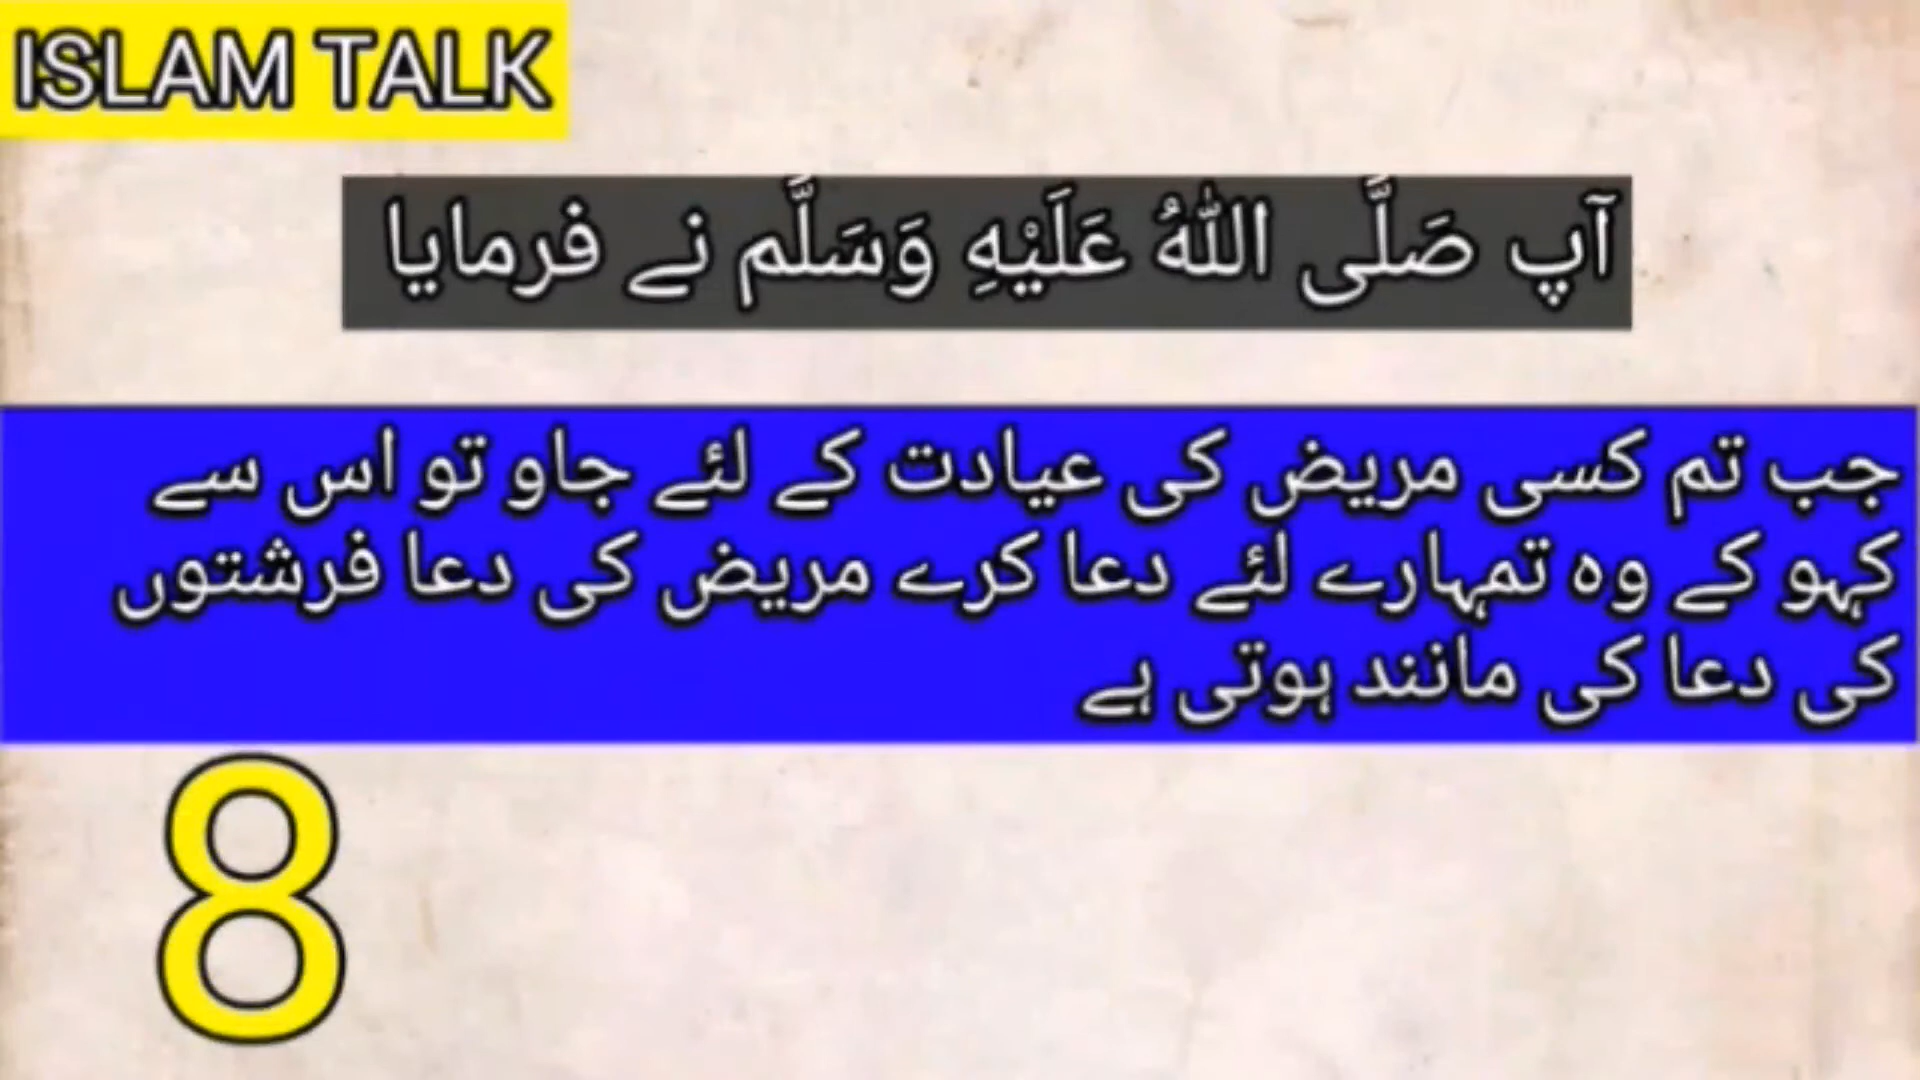 ISLAM TALK
آپ صَلَّی اللہُ عَلَیْہِ وَسَلَّم نے فرمایا
جب تم کسی مریض کی عیادت کے لئے جاو تو اس سے
کہو کے وہ تمہارے لئے دعا کرے مریض کی دعا فرشتوں
کی دعا کی مانند ہوتی ہے
8